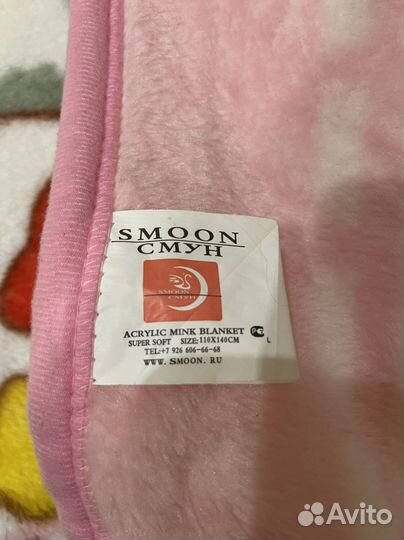 SMOON
СМУН
SMOON
СМУН
ACRYLIC MINK BLANKET
SUPER SOFT SIZE:110X140CM L
TEL:+7 926 606-66-68
WWW. SMOON. RU
Avito